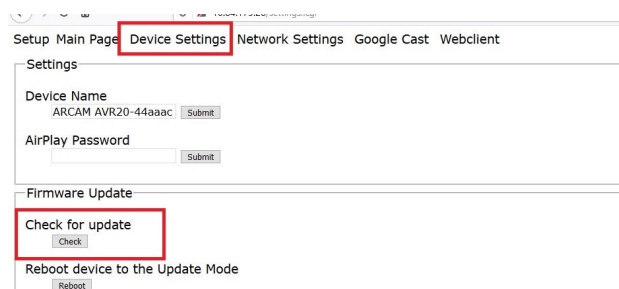 Setup Main Page Device Settings Network Settings Google Cast Webclient
Settings
Device Name
ARCAM AVR20-44aaac Submit
AirPlay Password
Submit
Firmware Update
Check for update
Check
Reboot device to the Update Mode
Reboot